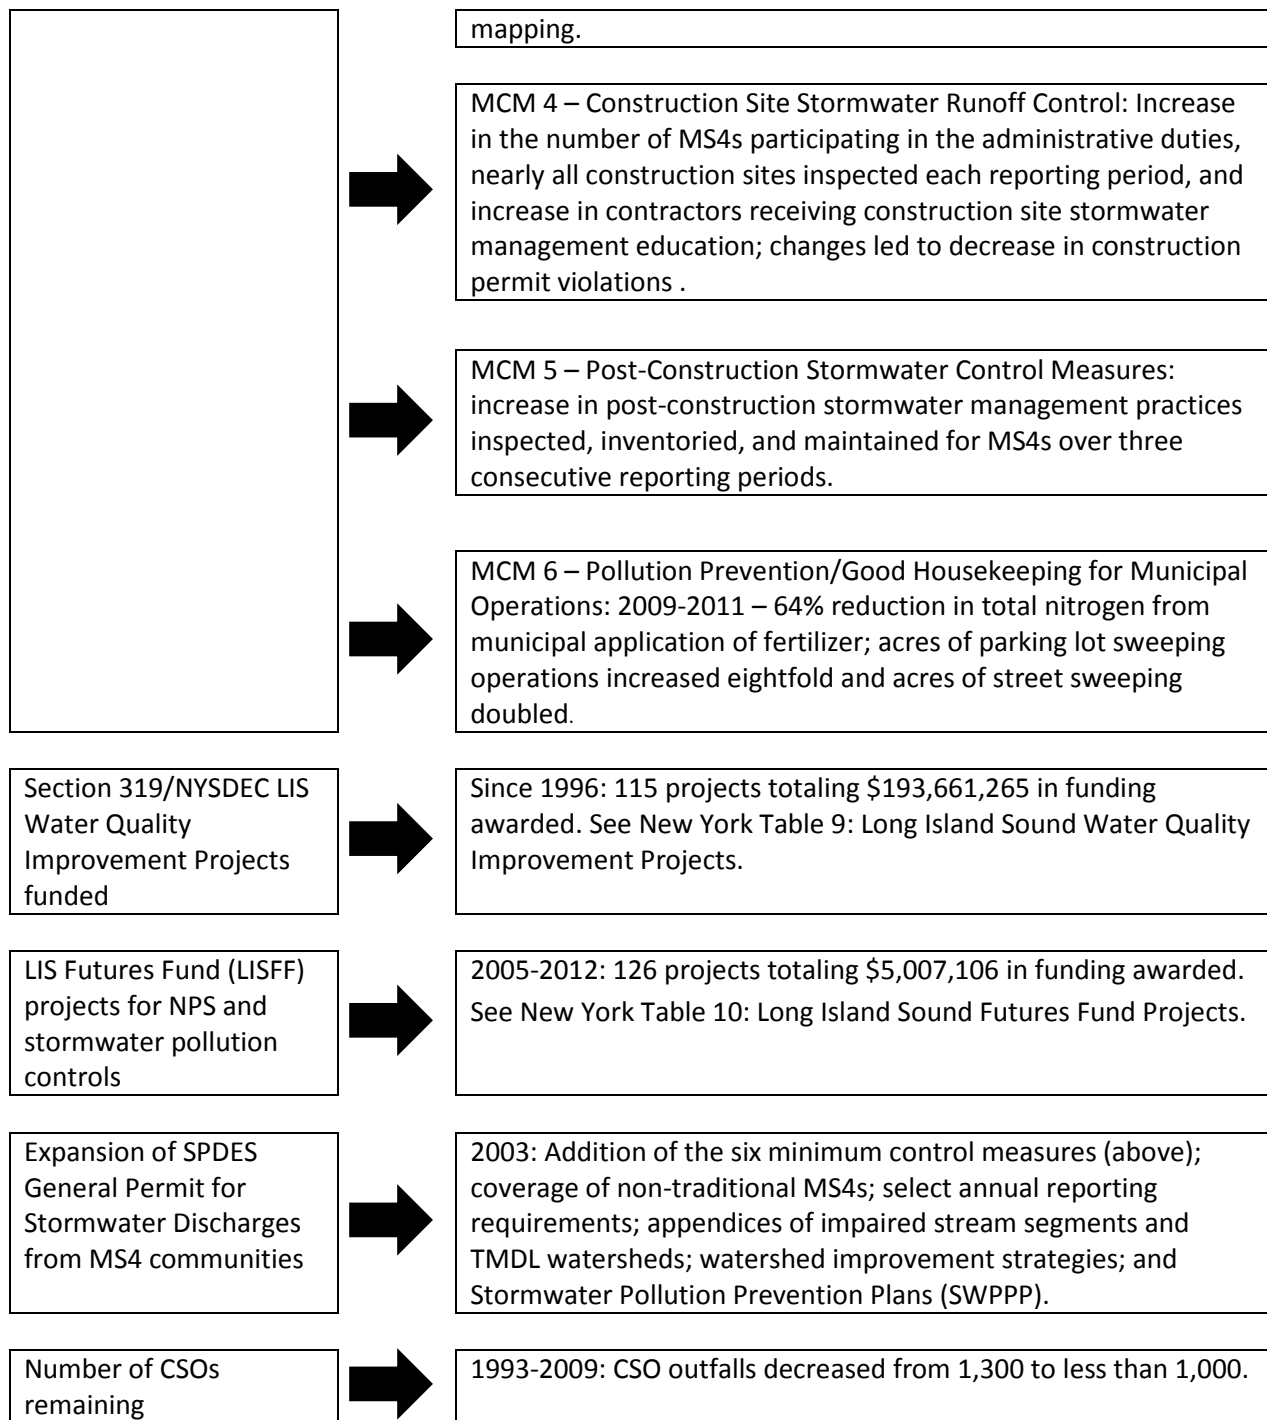 mapping.
MCM 4 – Construction Site Stormwater Runoff Control: Increase
in the number of MS4s participating in the administrative duties,
nearly all construction sites inspected each reporting period, and
increase in contractors receiving construction site stormwater
management education; changes led to decrease in construction
permit violations .
MCM 5 – Post-Construction Stormwater Control Measures:
increase in post-construction stormwater management practices
inspected, inventoried, and maintained for MS4s over three
consecutive reporting periods.
MCM 6 – Pollution Prevention/Good Housekeeping for Municipal
Operations: 2009-2011 – 64% reduction in total nitrogen from
municipal application of fertilizer; acres of parking lot sweeping
operations increased eightfold and acres of street sweeping
doubled.
Section 319/NYSDEC LIS
Water Quality
Improvement Projects
funded
Since 1996: 115 projects totaling $193,661,265 in funding
awarded. See New York Table 9: Long Island Sound Water Quality
Improvement Projects.
LIS Futures Fund (LISFF)
projects for NPS and
stormwater pollution
controls
2005-2012: 126 projects totaling $5,007,106 in funding awarded.
See New York Table 10: Long Island Sound Futures Fund Projects.
Expansion of SPDES
General Permit for
Stormwater Discharges
from MS4 communities
2003: Addition of the six minimum control measures (above);
coverage of non-traditional MS4s; select annual reporting
requirements; appendices of impaired stream segments and
TMDL watersheds; watershed improvement strategies; and
Stormwater Pollution Prevention Plans (SWPPP).
Number of CSOs
remaining
1993-2009: CSO outfalls decreased from 1,300 to less than 1,000.